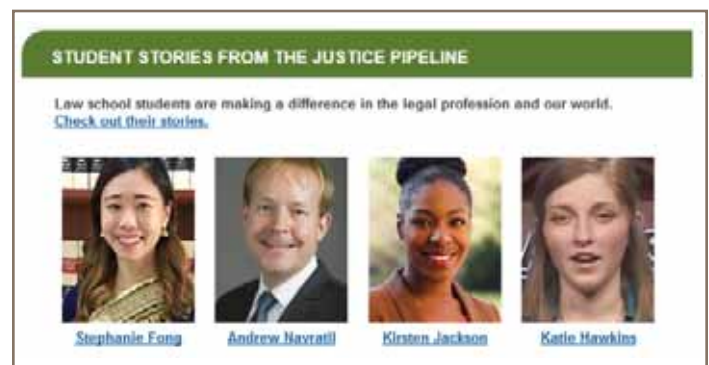 STUDENT STORIES FROM THE JUSTICE PIPELINE
Law school students are making a difference in the legal profession and our world.
Check out their stories.
Stephanie Fong Andrew Navratil Kirsten Jackson Katie Hawkins